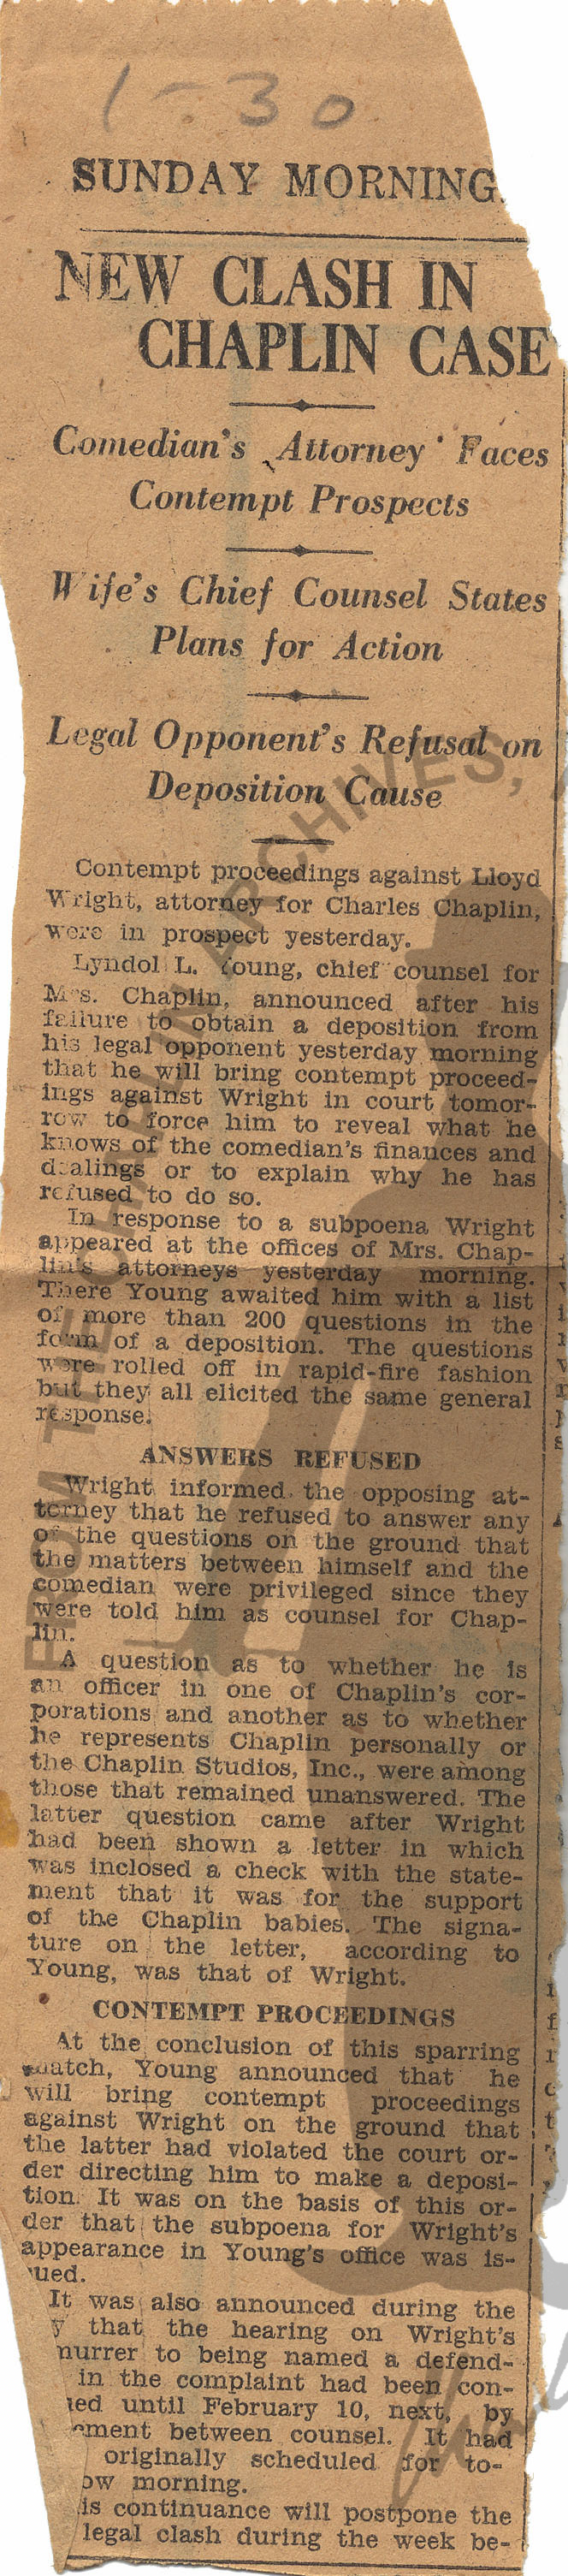 1-30
SUNDAY MORNING,
NEW CLASH IN
CHAPLIN CASE
Comedian's Attorney Faces
Contempt Prospects
Wife's Chief Counsel States
Plans for Action
Legal Opponent's Refusal on
Deposition Cause
Contempt proceedings against Lloyd
Wright, attorney for Charles Chaplin,
were in prospect yesterday.
Lyndol L. Young, chief counsel for
Mrs. Chaplin, announced after his
failure to obtain a deposition from
his legal opponent yesterday morning
that he will bring contempt proceed-
ings against Wright in court tomor-
row to force him to reveal what he
knows of the comedian's finances and
dealings or to explain why he has
refused to do so.
In response to a subpoena Wright
appeared at the offices of Mrs. Chap-
lin's attorneys yesterday morning.
There Young awaited him with a list
of more than 200 questions in the
form of a deposition. The questions
were rolled off in rapid-fire fashion
but they all elicited the same general
response.
ANSWERS REFUSED
Wright informed the opposing at-
torney that he refused to answer any
of the questions on the ground that
the matters between himself and the
comedian were privileged since they
were told him as counsel for Chap-
lin.
A question as to whether he is
an officer in one of Chaplin's cor-
porations and another as to whether
he represents Chaplin personally or
the Chaplin Studios, Inc., were among
those that remained unanswered. The
latter question came after Wright
had been shown a letter in which
was inclosed a check with the state-
ment that it was for the support
of the Chaplin babies. The signa-
ture on the letter, according to
Young, was that of Wright.
CONTEMPT PROCEEDINGS
At the conclusion of this sparring
match, Young announced that he
will bring contempt proceedings
against Wright on the ground that
the latter had violated the court or-
der directing him to make a deposi-
tion. It was on the basis of this or-
der that the subpoena for Wright's
appearance in Young's office was is-
ued.
It was also announced during the
y that the hearing on Wright's
murrer to being named a defend-
in the complaint had been con-
ued until February 10, next, by
ement between counsel. It had
originally scheduled for to-
ow morning.
is continuance will postpone the
legal clash during the week be-
FROM THE CHAPLIN ARCHIVES,